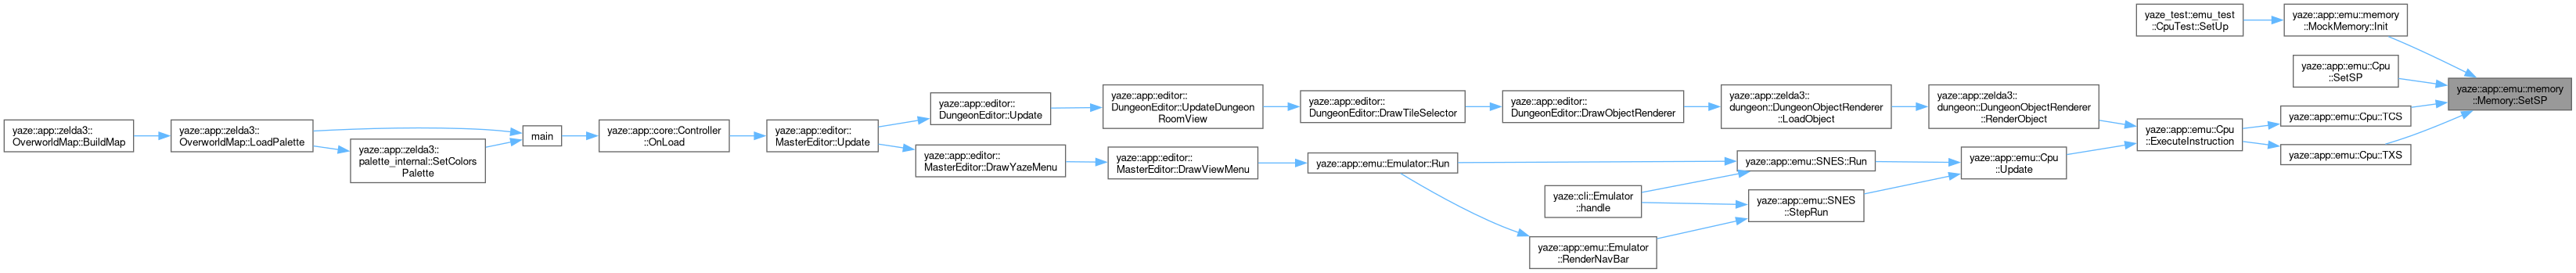 yaze::app::zelda3::
OverworldMap::BuildMap
yaze::app::zelda3::
OverworldMap::LoadPalette
yaze::app::zelda3::
palette_internal::SetColors
Palette
main
yaze::app::core::Controller
::OnLoad
yaze::app::editor::
MasterEditor::Update
yaze::app::editor::
DungeonEditor::Update
yaze::app::editor::
MasterEditor::DrawYazeMenu
yaze::app::editor::
DungeonEditor::UpdateDungeon
RoomView
yaze::app::editor::
MasterEditor::DrawViewMenu
yaze::app::editor::
DungeonEditor::DrawTileSelector
yaze::app::emu::Emulator::Run
yaze::app::editor::
DungeonEditor::DrawObjectRenderer
yaze::cli::Emulator
::handle
yaze::app::emu::Emulator
::RenderNavBar
yaze::app::zelda3::
dungeon::DungeonObjectRenderer
::LoadObject
yaze::app::emu::SNES::Run
yaze::app::emu::SNES
::StepRun
yaze::app::zelda3::
dungeon::DungeonObjectRenderer
::RenderObject
yaze::app::emu::Cpu
::Update
yaze_test::emu_test
::CpuTest::SetUp
yaze::app::emu::Cpu
::ExecuteInstruction
yaze::app::emu::memory
::MockMemory::Init
yaze::app::emu::Cpu
::SetSP
yaze::app::emu::Cpu::TCS
yaze::app::emu::Cpu::TXS
yaze::app::emu::memory
::Memory::SetSP